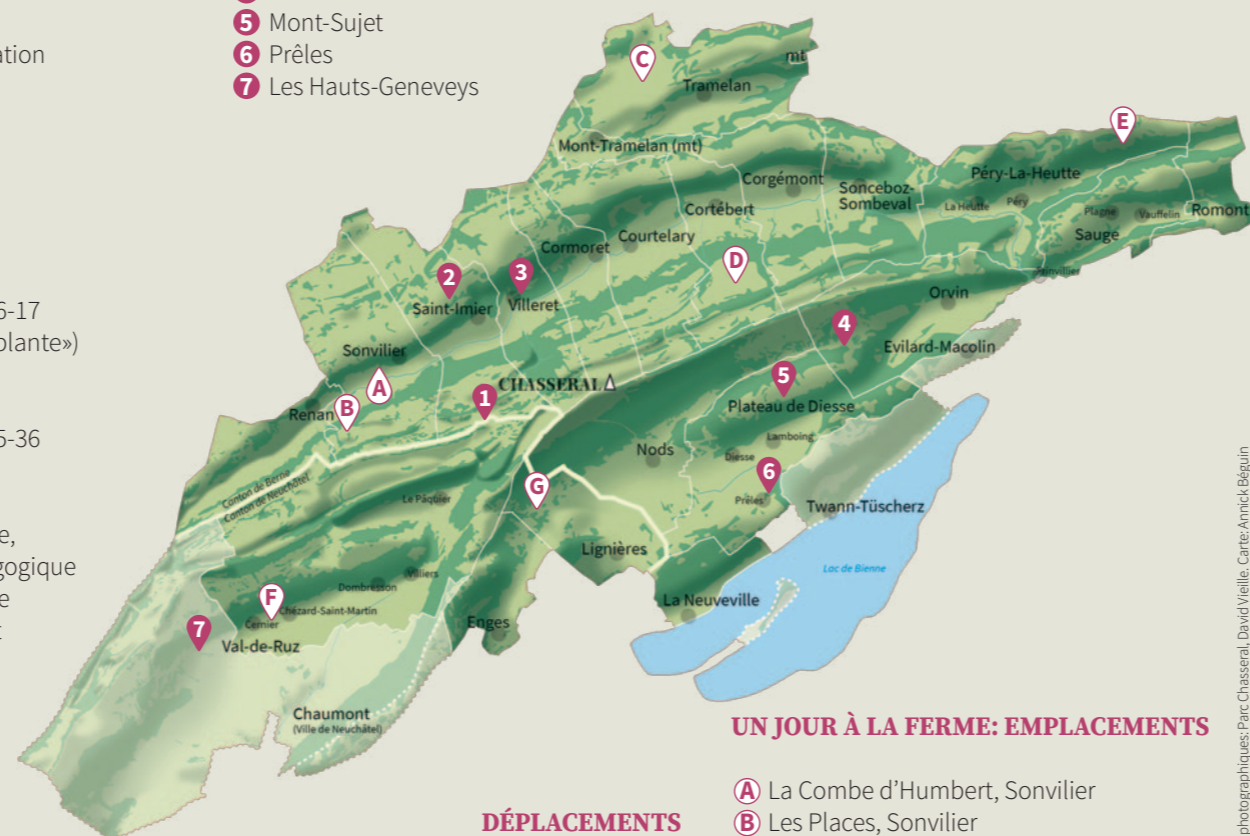 ation
5 Mont-Sujet
6 Prêles
7 Les Hauts-Geneveys
6-17
plante»)
5-36
e,
gogique
e
t
C
mt
Tramelan
E
Mont-Tramelan (mt)
Péry-La-Heutte
Corgémont
Sonceboz-
Sombeval
La Heutte
Péry
Cortébert
Plagne
Vauffelin
Romont
Courtelary
Sauge
Cormoret
D
2
3
Saint-Imier
Villeret
Orvin
4
Sonvilier
Evilard-Macolin
A
CHASSERAL
5
1
Renan
B
Plateau de Diesse
Lamboing
Nods
Diesse
6
Canton de Berne
Canton de Neuchâtel
Le Pâquier
G
Prêles
Twann-Tüscherz
Lignières
Lac de Bienne
Villiers
Dombresson
F
Chézard-Saint-Martin
La Neuveville
Cernier
7
Enges
Val-de-Ruz
Chaumont
(Ville de Neuchâtel)
UN JOUR À LA FERME: EMPLACEMENTS
A La Combe d’Humbert, Sonvilier
B Les Places, Sonvilier
DÉPLACEMENTS
photographiques: Parc Chasseral, David Vieille. Carte: Annick Béguin